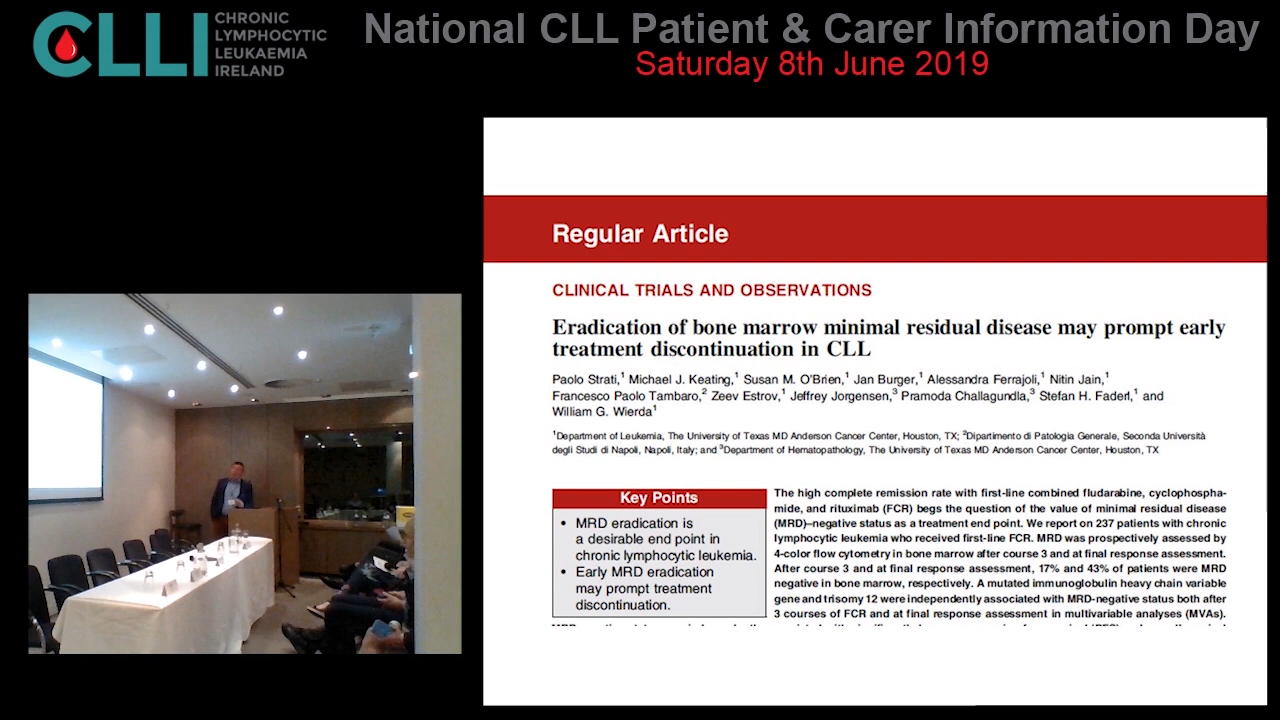 CLLI
CHRONIC
LYMPHOCYTIC
LEUKAEMIA
IRELAND
National CLL Patient & Carer Information Day
Saturday 8th June 2019
Regular Article
CLINICAL TRIALS AND OBSERVATIONS
Eradication of bone marrow minimal residual disease may prompt early
treatment discontinuation in CLL
Paolo Strati,¹ Michael J. Keating,¹ Susan M. O'Brien,¹ Jan Burger,¹ Alessandra Ferrajoli,¹ Nitin Jain,¹
Francesco Paolo Tambaro,² Zeev Estrov,¹ Jeffrey Jorgensen,³ Pramoda Challagundla,³ Stefan H. Faderl,¹ and
William G. Wierda¹
¹Department of Leukemia, The University of Texas MD Anderson Cancer Center, Houston, TX; ²Dipartimento di Patologia Generale, Seconda Università
degli Studi di Napoli, Napoli, Italy; and ³Department of Hematopathology, The University of Texas MD Anderson Cancer Center, Houston, TX
Key Points
• MRD eradication is
a desirable end point in
chronic lymphocytic leukemia.
• Early MRD eradication
may prompt treatment
discontinuation.
The high complete remission rate with first-line combined fludarabine, cyclophospha-
mide, and rituximab (FCR) begs the question of the value of minimal residual disease
(MRD)–negative status as a treatment end point. We report on 237 patients with chronic
lymphocytic leukemia who received first-line FCR. MRD was prospectively assessed by
4-color flow cytometry in bone marrow after course 3 and at final response assessment.
After course 3 and at final response assessment, 17% and 43% of patients were MRD
negative in bone marrow, respectively. A mutated immunoglobulin heavy chain variable
gene and trisomy 12 were independently associated with MRD-negative status both after
3 courses of FCR and at final response assessment in multivariable analyses (MVAs).